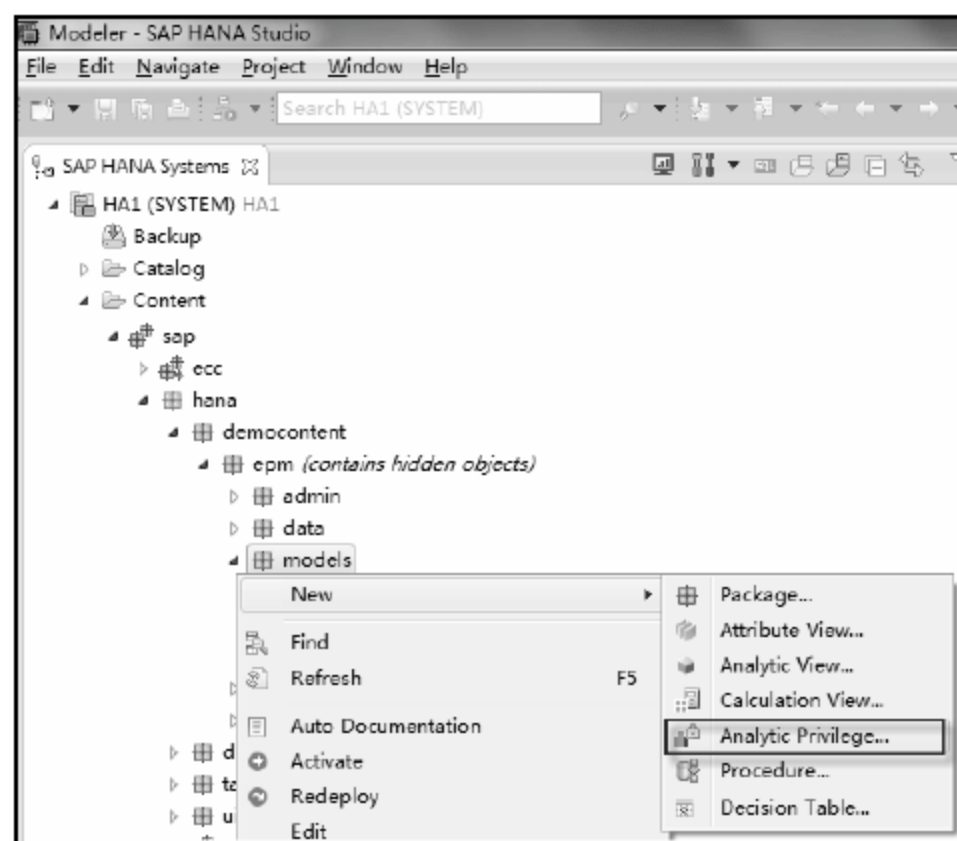 Modeler - SAP HANA Studio
File Edit Navigate Project Window Help
Search HA1 (SYSTEM)
SAP HANA Systems
HA1 (SYSTEM) HA1
Backup
Catalog
Content
sap
ecc
hana
democontent
epm (contains hidden objects)
admin
data
models
New
Find
Refresh F5
Auto Documentation
Activate
Redeploy
Edit
Package...
Attribute View...
Analytic View...
Calculation View...
Analytic Privilege...
Procedure...
Decision Table...
d
ta
u